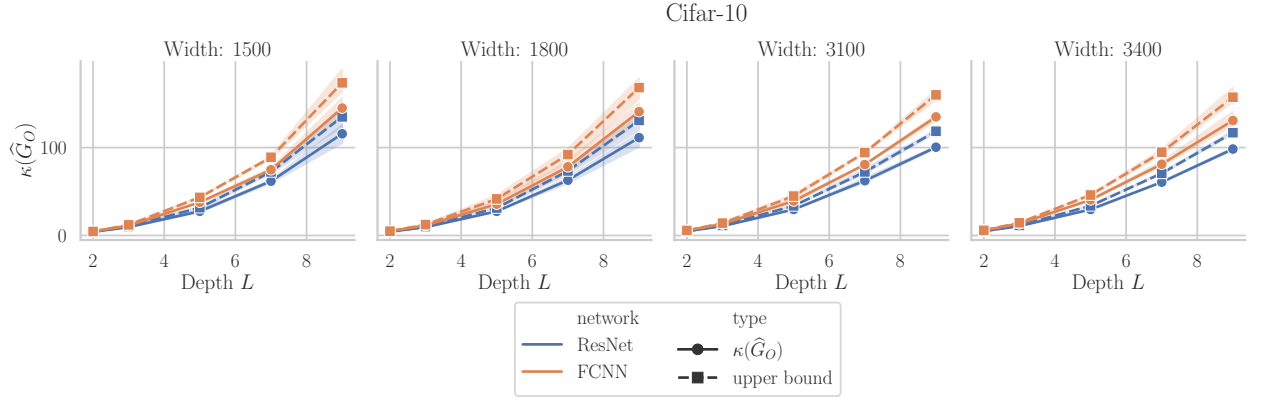 Cifar-10
Width: 1500 Width: 1800 Width: 3100 Width: 3400
κ(Ĝ_O)
100
0
2 4 6 8 2 4 6 8 2 4 6 8 2 4 6 8
Depth L Depth L Depth L Depth L
network type
ResNet κ(Ĝ_O)
FCNN upper bound